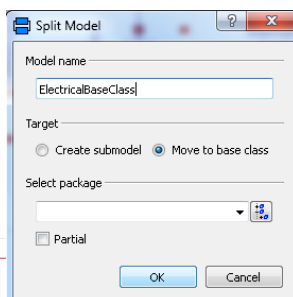 Split Model
Model name
ElectricalBaseClass
Target
Create submodel Move to base class
Select package
Partial
OK Cancel